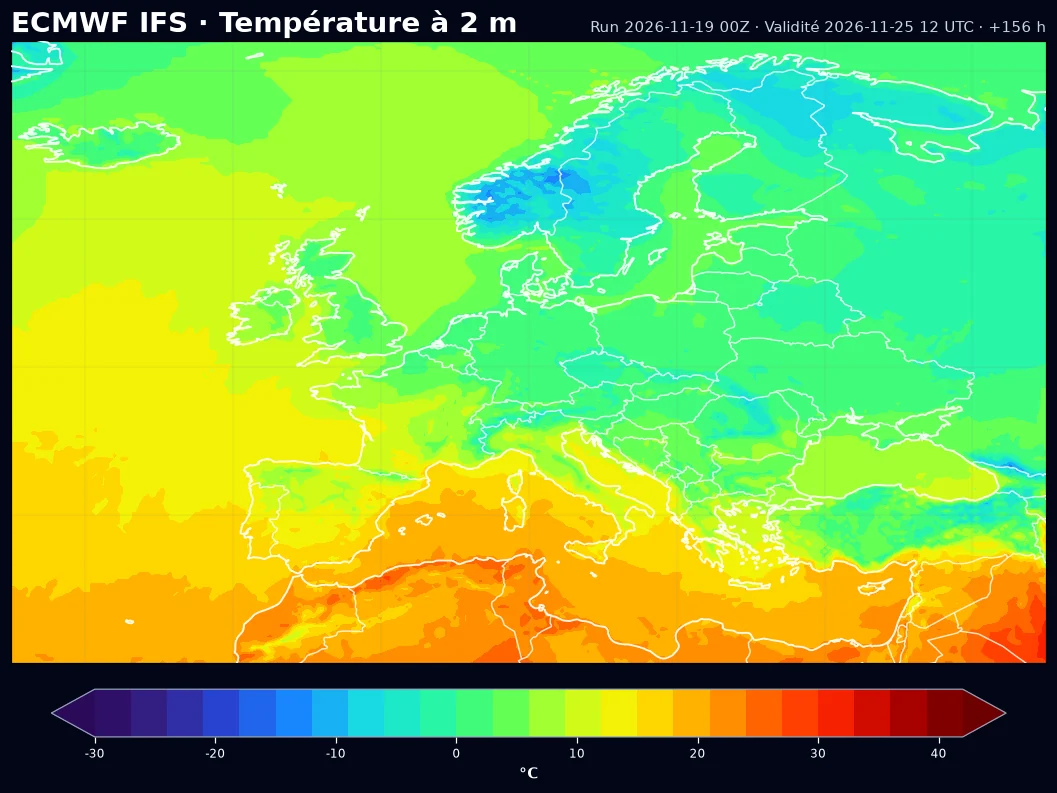 ECMWF IFS · Température à 2 m
Run 2026-11-19 00Z · Validité 2026-11-25 12 UTC · +156 h
-30 -20 -10 0 10 20 30 40
°C